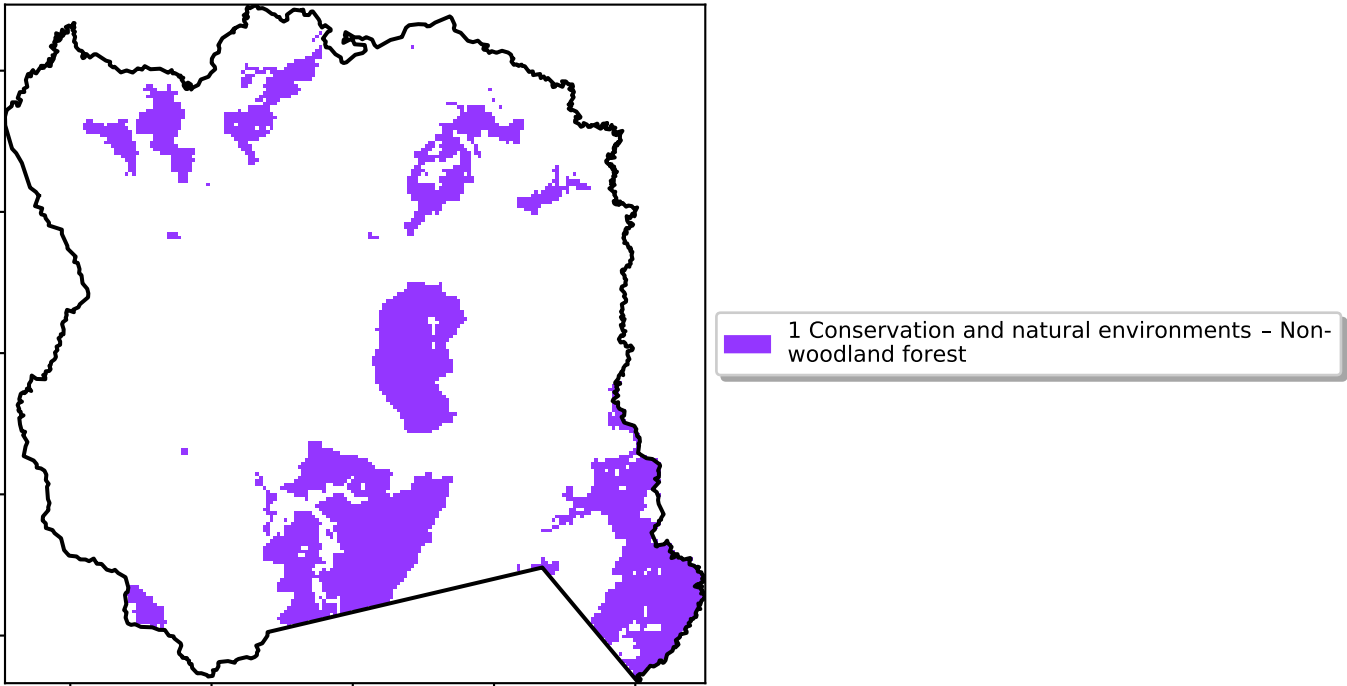 1 Conservation and natural environments – Non-
woodland forest